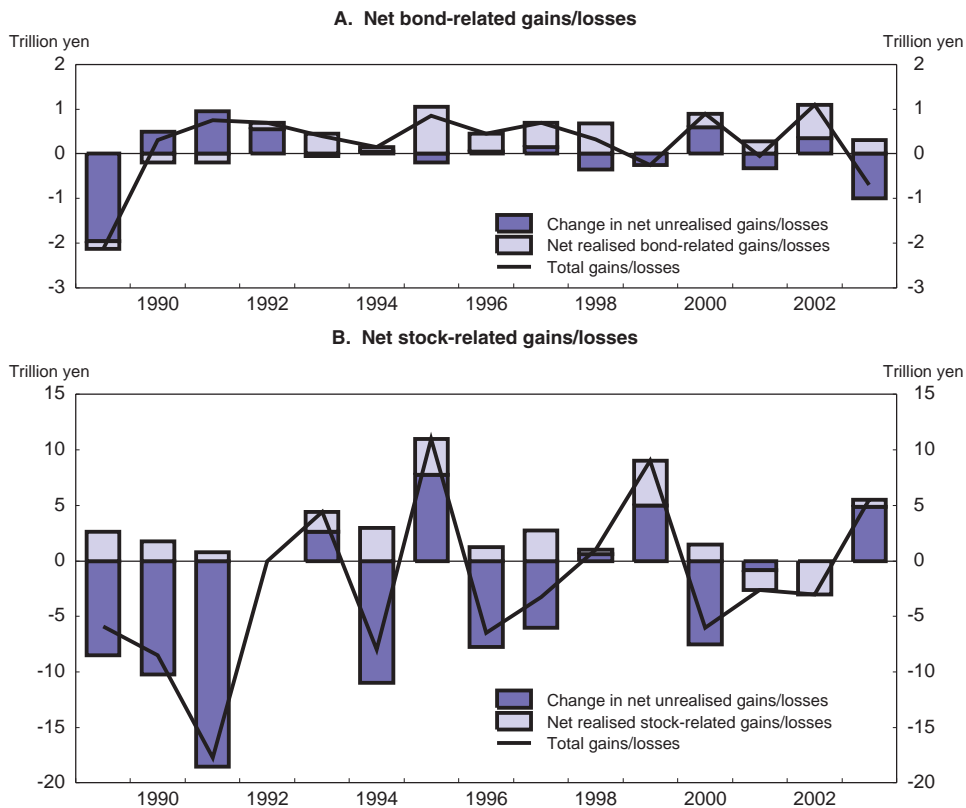 A. Net bond-related gains/losses
Trillion yen Trillion yen
2 2
1 1
0 0
-1 -1
-2 -2
-3 -3
Change in net unrealised gains/losses
Net realised bond-related gains/losses
Total gains/losses
1990 1992 1994 1996 1998 2000 2002
B. Net stock-related gains/losses
Trillion yen Trillion yen
15 15
10 10
5 5
0 0
-5 -5
-10 -10
-15 -15
-20 -20
Change in net unrealised gains/losses
Net realised stock-related gains/losses
Total gains/losses
1990 1992 1994 1996 1998 2000 2002